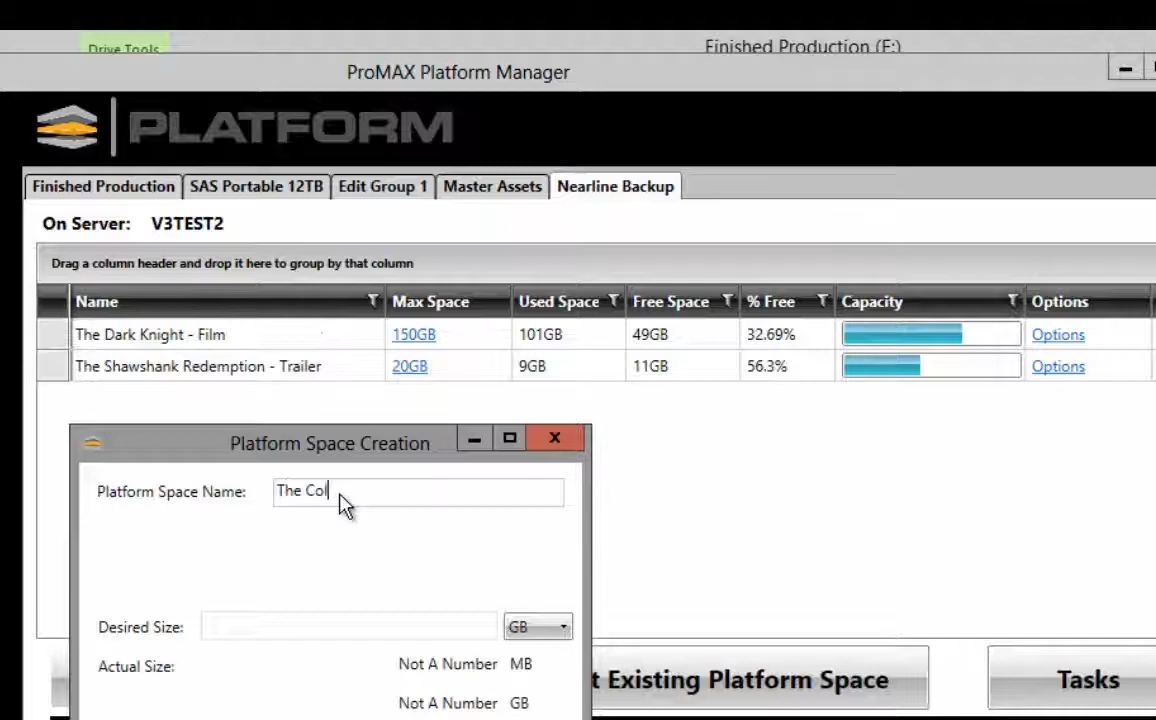 Drive Tools
Finished Production (F:)
ProMAX Platform Manager
PLATFORM
Finished Production SAS Portable 12TB Edit Group 1 Master Assets Nearline Backup
On Server: V3TEST2
Drag a column header and drop it here to group by that column
Name Max Space Used Space Free Space % Free Capacity Options
The Dark Knight - Film 150GB 101GB 49GB 32.69% Options
The Shawshank Redemption - Trailer 20GB 9GB 11GB 56.3% Options
Platform Space Creation
Platform Space Name: The Col
Desired Size: GB
Actual Size: Not A Number MB
Not A Number GB
t Existing Platform Space
Tasks